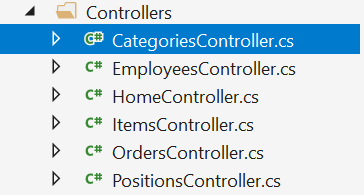 Controllers
C# CategoriesController.cs
C# EmployeesController.cs
C# HomeController.cs
C# ItemsController.cs
C# OrdersController.cs
C# PositionsController.cs